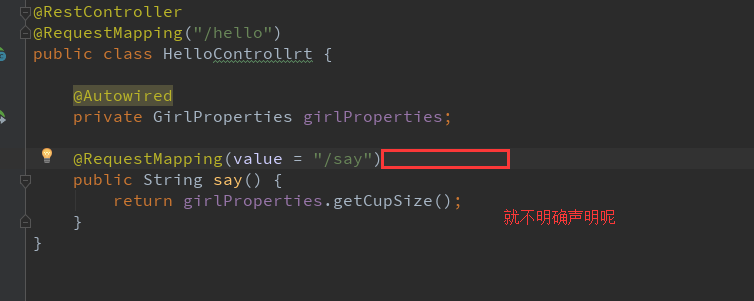 @RestController
@RequestMapping("/hello")
public class HelloControllrt {
@Autowired
private GirlProperties girlProperties;
@RequestMapping(value = "/say")
public String say() {
return girlProperties.getCupSize();
就不明确声明呢
}
}